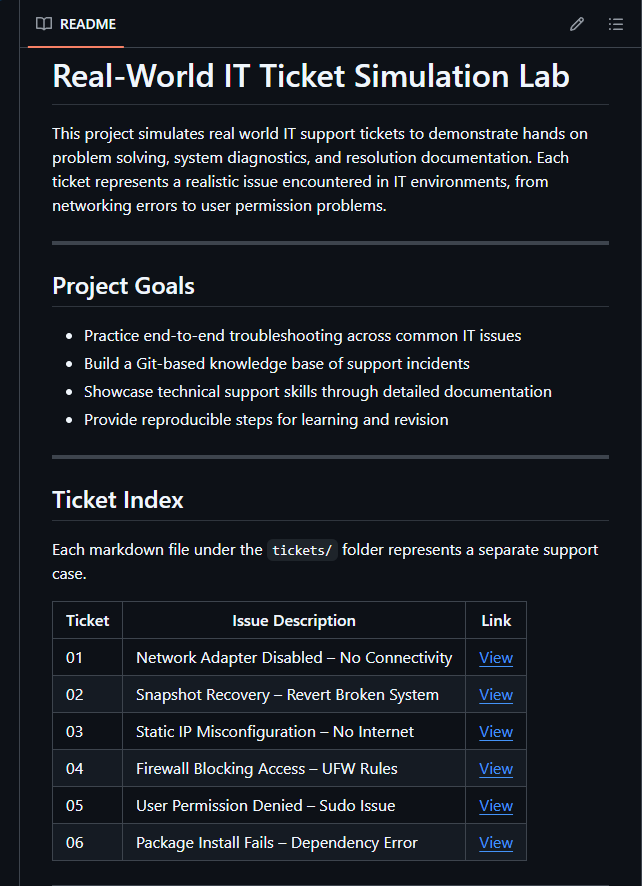 README
Real-World IT Ticket Simulation Lab
This project simulates real world IT support tickets to demonstrate hands on
problem solving, system diagnostics, and resolution documentation. Each
ticket represents a realistic issue encountered in IT environments, from
networking errors to user permission problems.
Project Goals
Practice end-to-end troubleshooting across common IT issues
Build a Git-based knowledge base of support incidents
Showcase technical support skills through detailed documentation
Provide reproducible steps for learning and revision
Ticket Index
Each markdown file under the tickets/ folder represents a separate support
case.
Ticket Issue Description Link
01 Network Adapter Disabled – No Connectivity View
02 Snapshot Recovery – Revert Broken System View
03 Static IP Misconfiguration – No Internet View
04 Firewall Blocking Access – UFW Rules View
05 User Permission Denied – Sudo Issue View
06 Package Install Fails – Dependency Error View